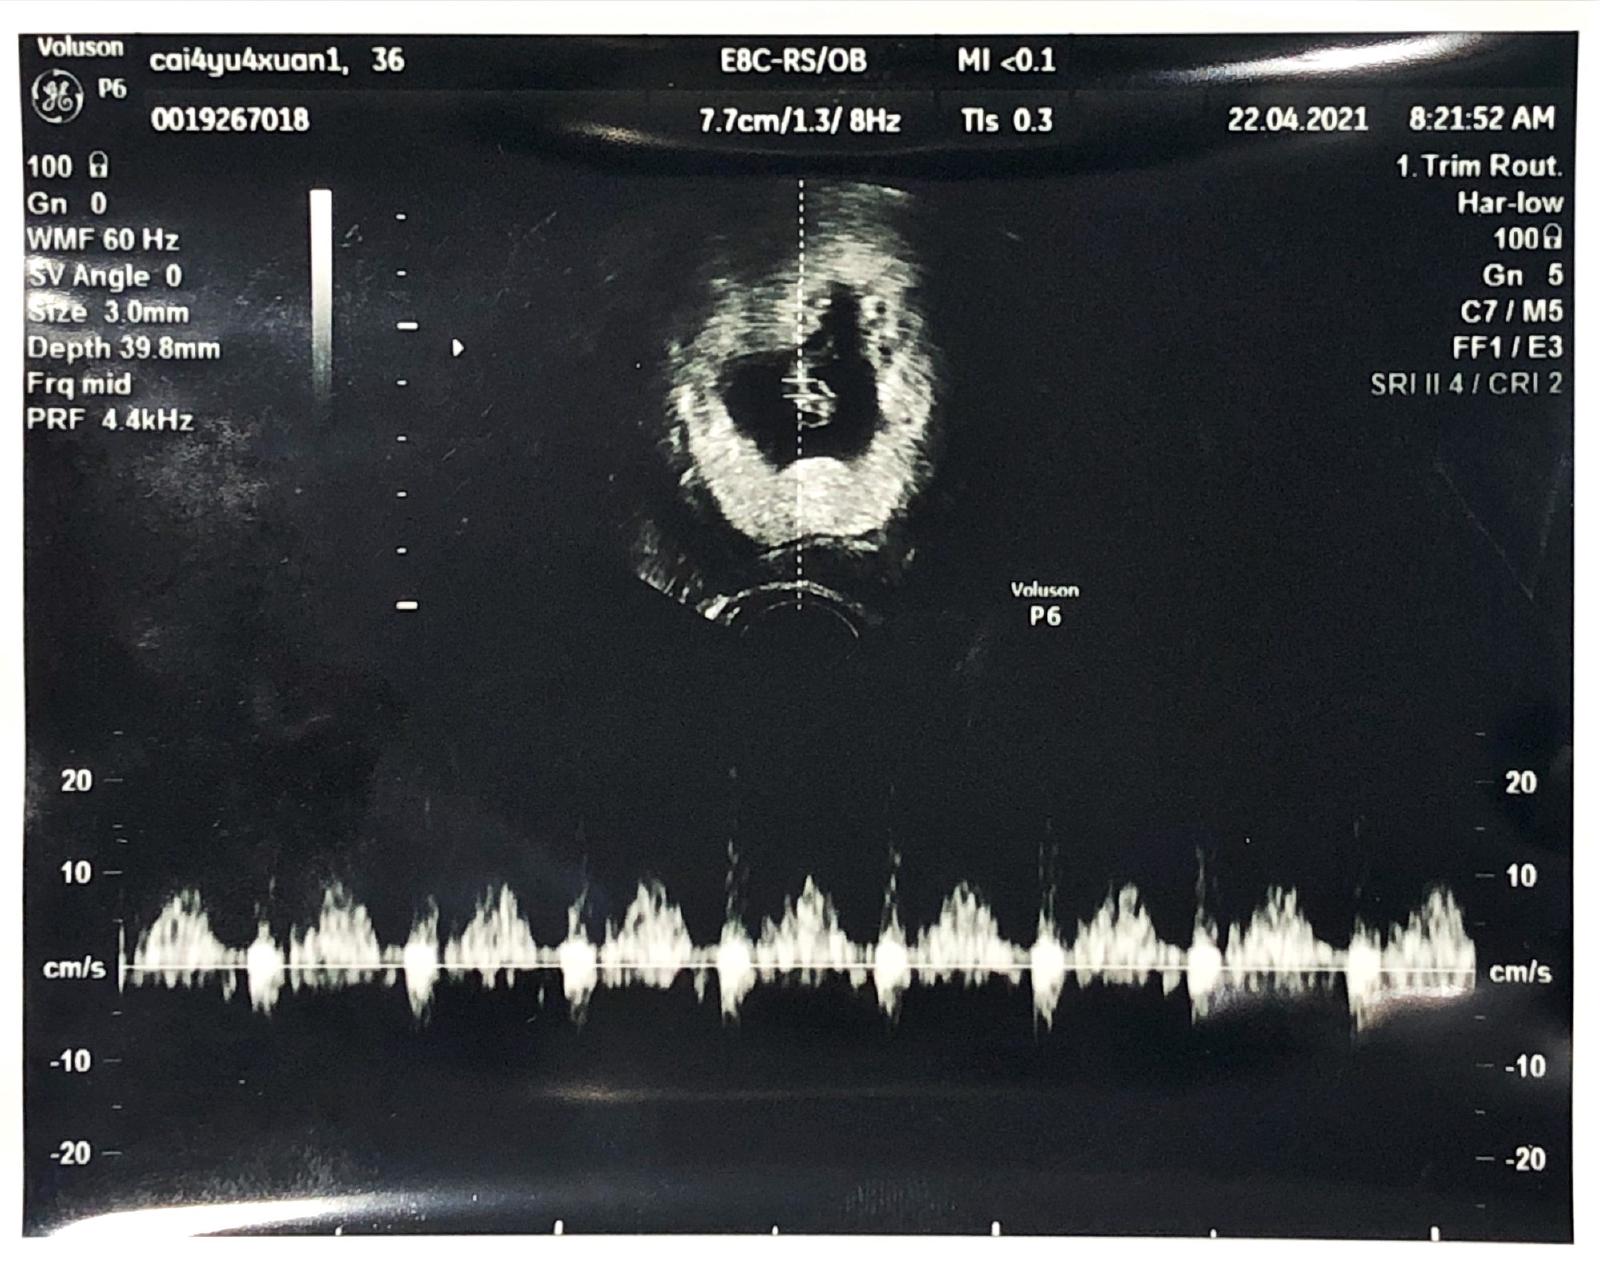 Voluson
P6
cai4yu4xuan1, 36
E8C-RS/OB
MI <0.1
0019267018
7.7cm/1.3/ 8Hz
TIs 0.3
22.04.2021
8:21:52 AM
100
Gn 0
WMF 60 Hz
SV Angle 0
Size 3.0mm
Depth 39.8mm
Frq mid
PRF 4.4kHz
1.Trim Rout.
Har-low
100
Gn 5
C7 / M5
FF1 / E3
SRI II 4 / CRI 2
Voluson
P6
20
20
10
10
cm/s
cm/s
-10
-10
-20
-20